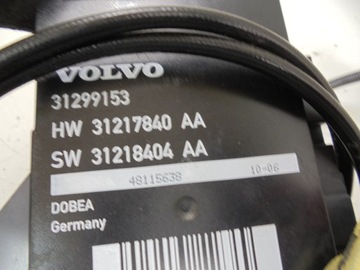 VOLVO
31299153
HW 31217840 AA
SW 31218404 AA
48115638 10-06
DOBEA
Germany